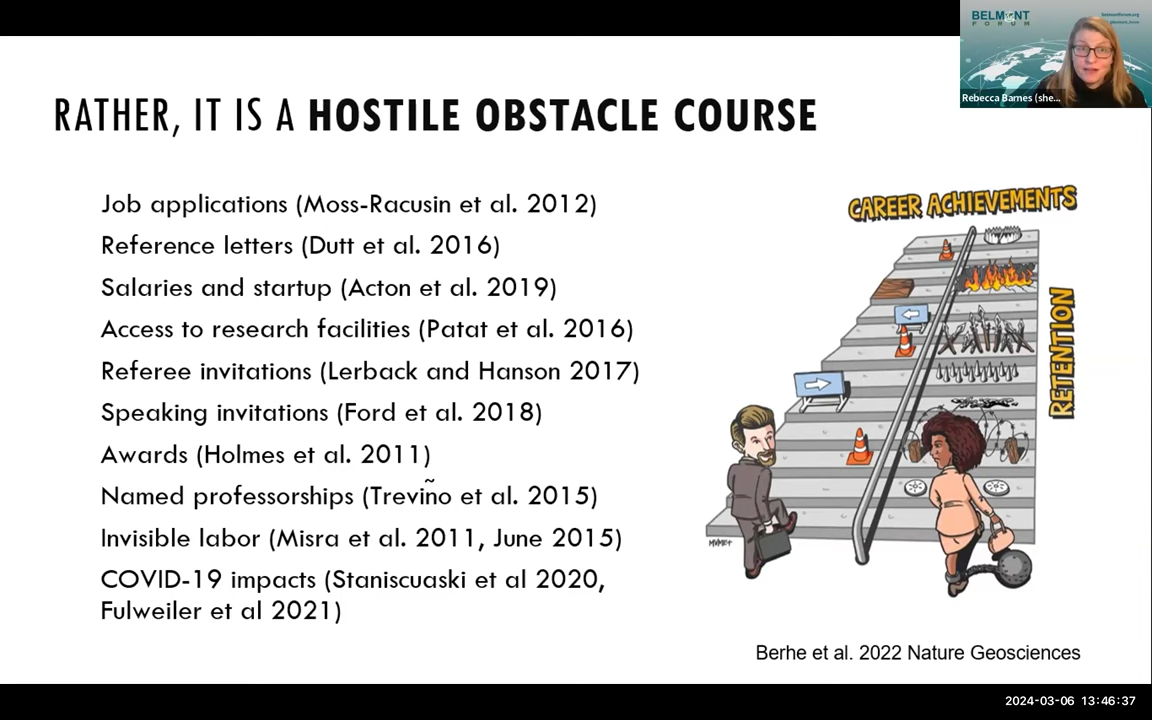 BELMONT
FORUM
belmontforum.org
Rebecca Barnes (she...
RATHER, IT IS A HOSTILE OBSTACLE COURSE
Job applications (Moss-Racusin et al. 2012)
Reference letters (Dutt et al. 2016)
Salaries and startup (Acton et al. 2019)
Access to research facilities (Patat et al. 2016)
Referee invitations (Lerback and Hanson 2017)
Speaking invitations (Ford et al. 2018)
Awards (Holmes et al. 2011)
Named professorships (Treviño et al. 2015)
Invisible labor (Misra et al. 2011, June 2015)
COVID-19 impacts (Staniscuaski et al 2020,
Fulweiler et al 2021)
CAREER ACHIEVEMENTS
RETENTION
Berhe et al. 2022 Nature Geosciences
2024-03-06 13:46:37